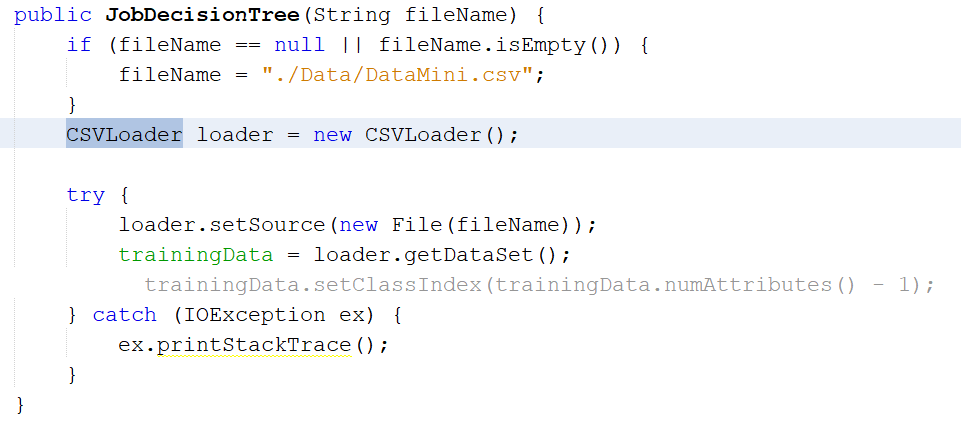 public JobDecisionTree(String fileName) {
    if (fileName == null || fileName.isEmpty()) {
        fileName = "./Data/DataMini.csv";
    }
    CSVLoader loader = new CSVLoader();

    try {
        loader.setSource(new File(fileName));
        trainingData = loader.getDataSet();
          trainingData.setClassIndex(trainingData.numAttributes() - 1);
    } catch (IOException ex) {
        ex.printStackTrace();
    }
}